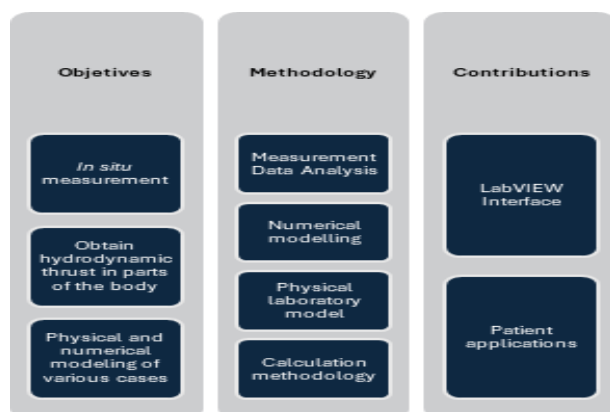 Objetives
In situ
measurement
Obtain
hydrodynamic
thrust in parts
of the body
Physical and
numerical
modeling of
various cases
Methodology
Measurement
Data Analysis
Numerical
modelling
Physical
laboratory
model
Calculation
methodology
Contributions
LabVIEW
Interface
Patient
applications